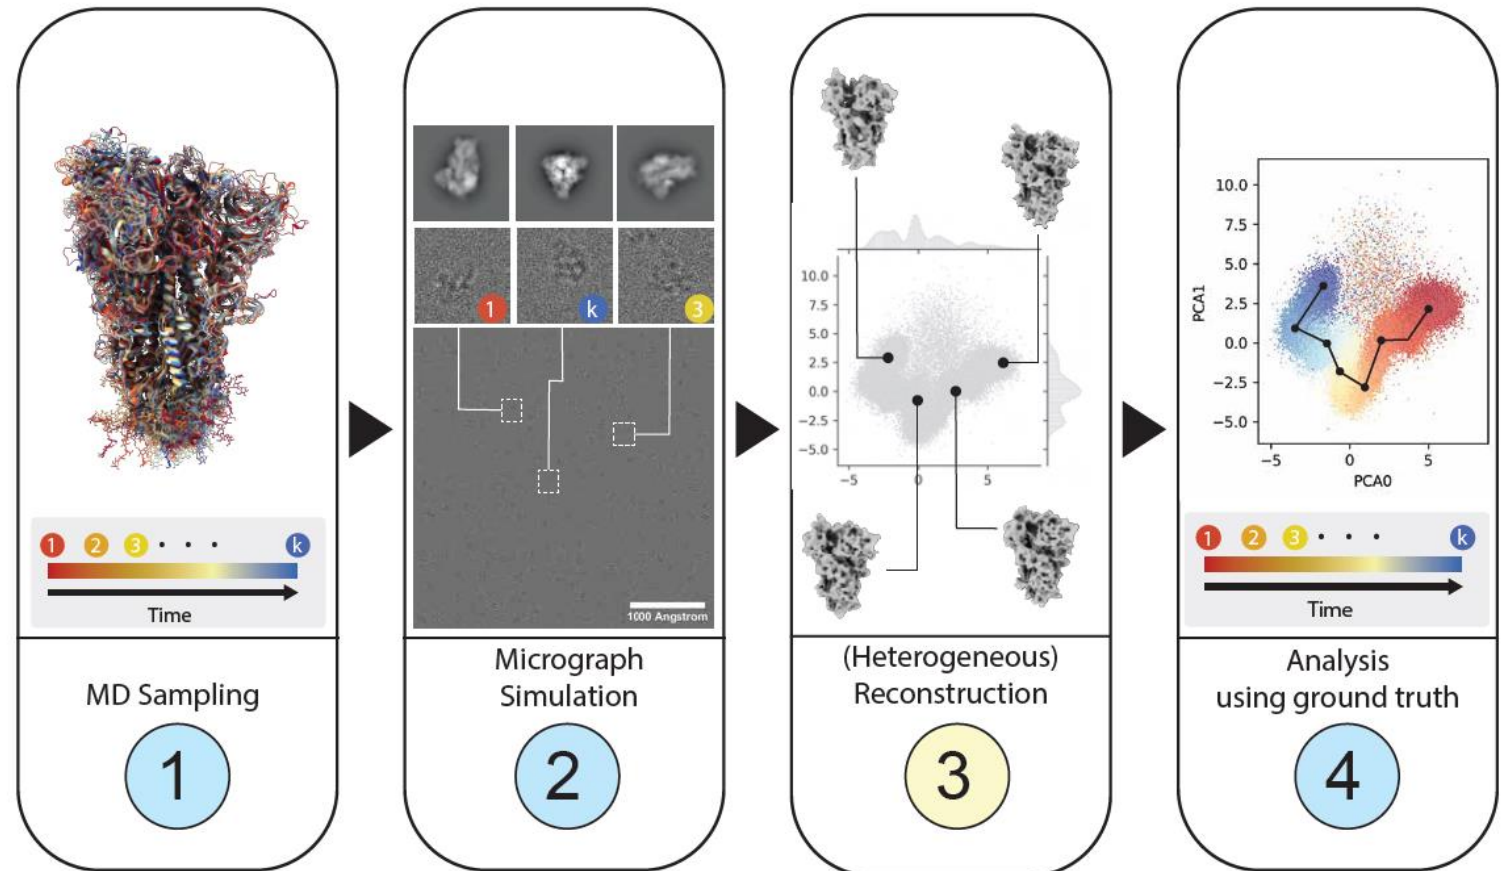 1 2 3 . . . k
Time
MD Sampling
1
1 k 3
1000 Angstrom
Micrograph
Simulation
2
10.0
7.5
5.0
2.5
0.0
−2.5
−5.0
−5 0 5
(Heterogeneous)
Reconstruction
3
PCA1
10.0
7.5
5.0
2.5
0.0
−2.5
−5.0
−5 0 5
PCA0
1 2 3 . . . k
Time
Analysis
using ground truth
4